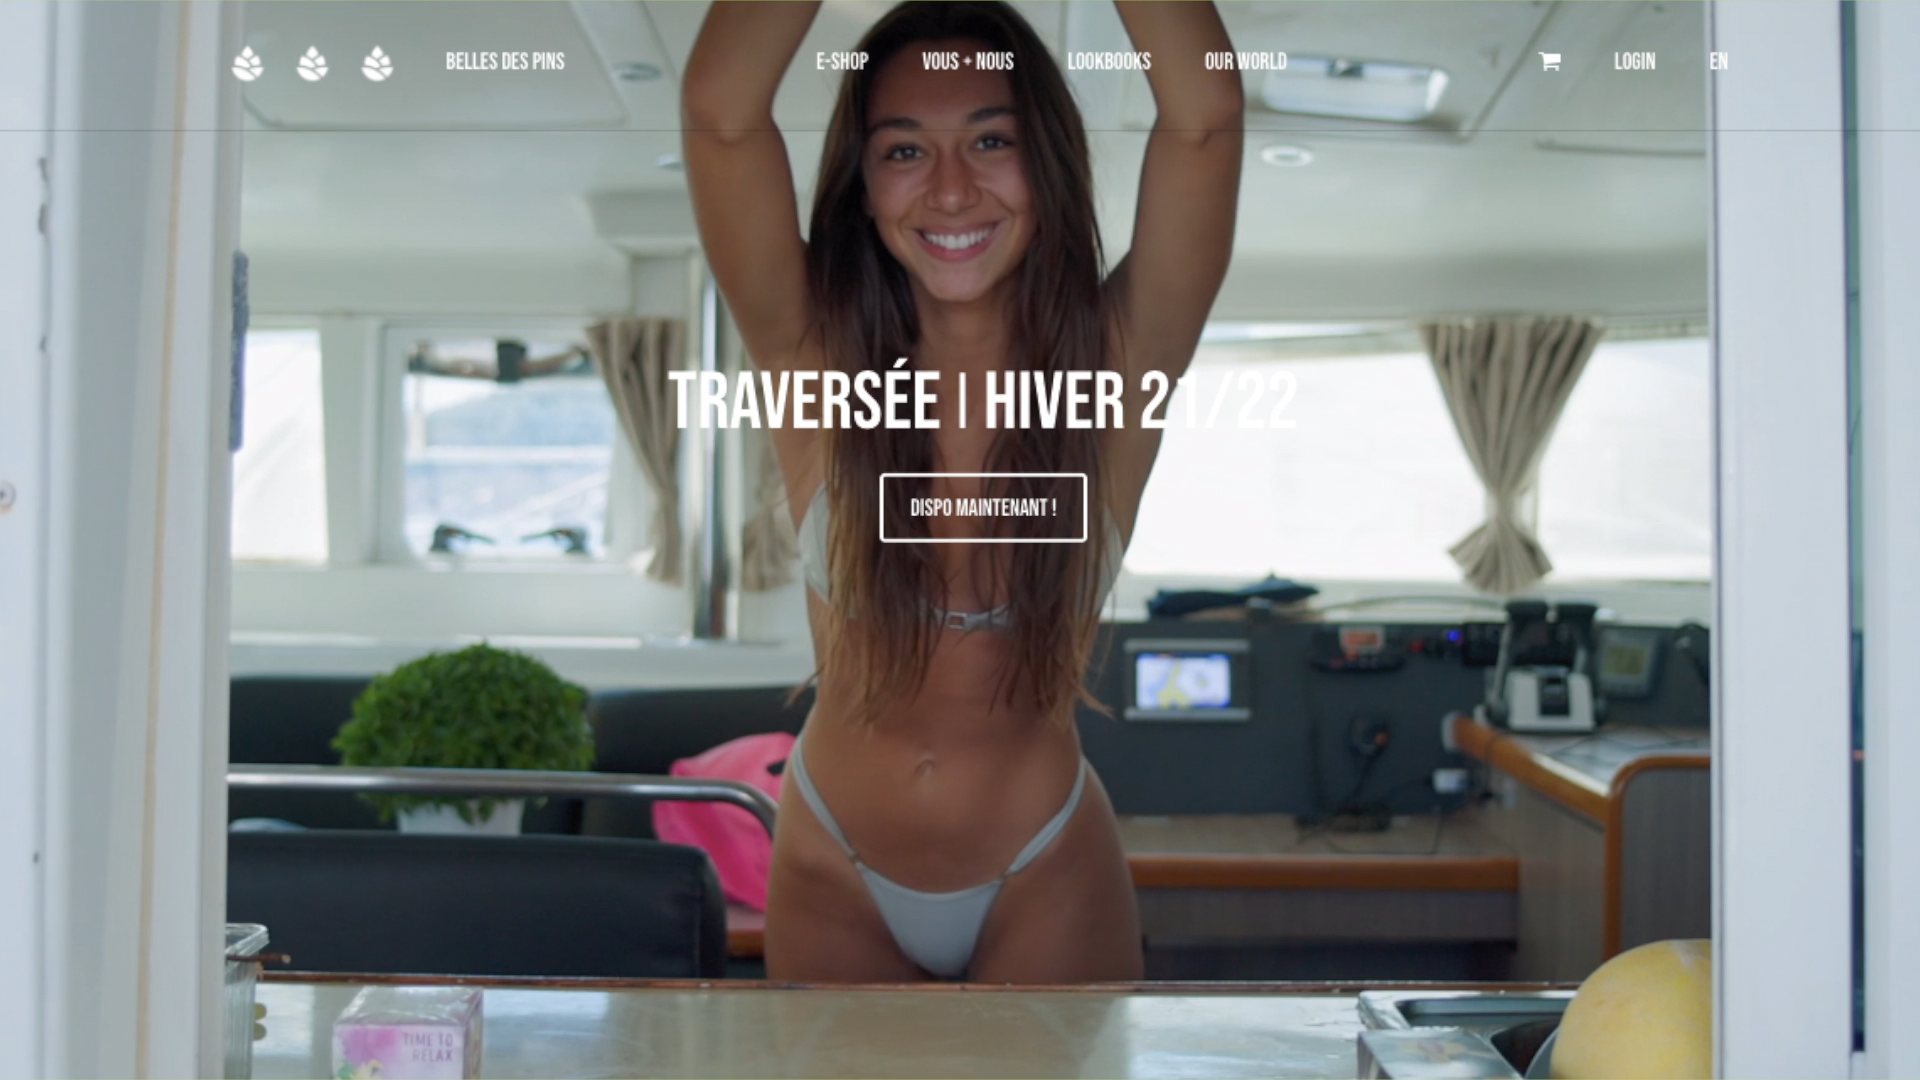 BELLES DES PINS
E-SHOP
VOUS + NOUS
LOOKBOOKS
OUR WORLD
LOGIN
EN
TRAVERSÉE | HIVER 21/22
DISPO MAINTENANT !
TIME TO
RELAX